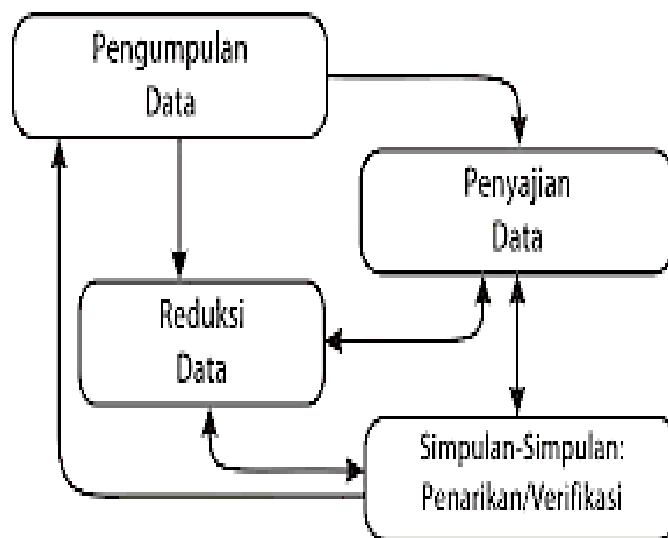 Pengumpulan
Data
Penyajian
Data
Reduksi
Data
Simpulan-Simpulan:
Penarikan/Verifikasi